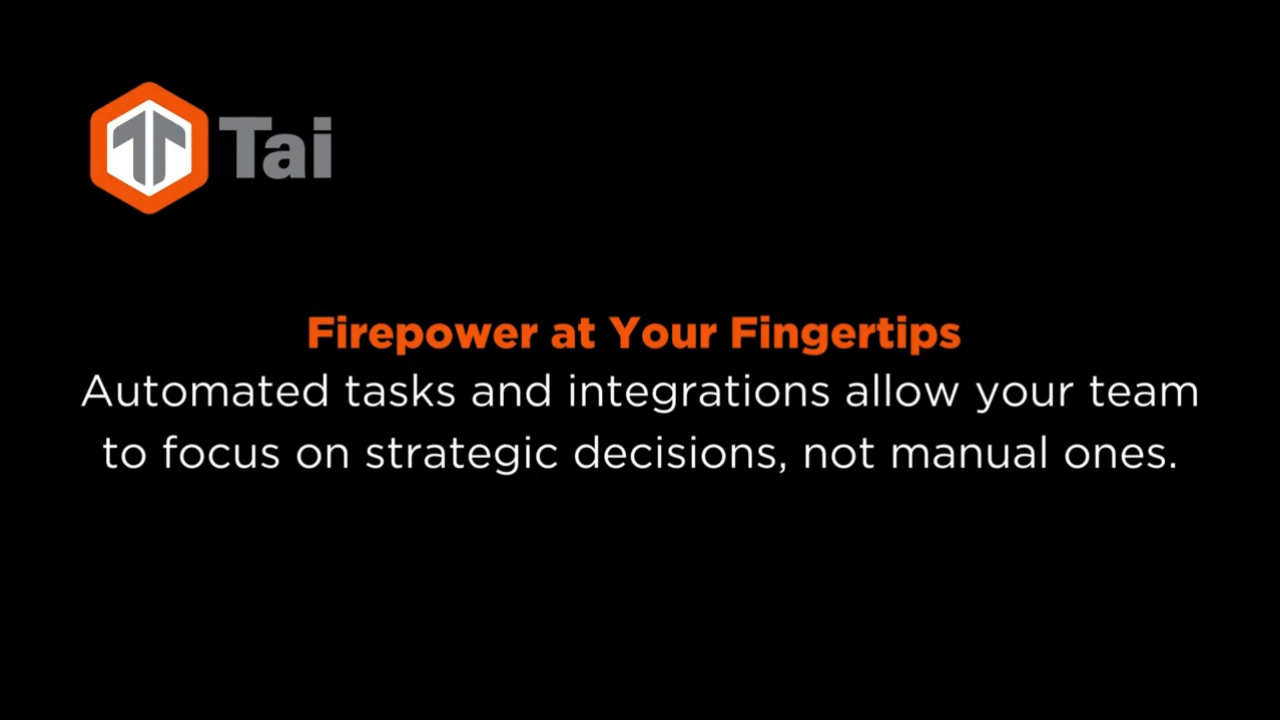 Tai
Firepower at Your Fingertips
Automated tasks and integrations allow your team
to focus on strategic decisions, not manual ones.